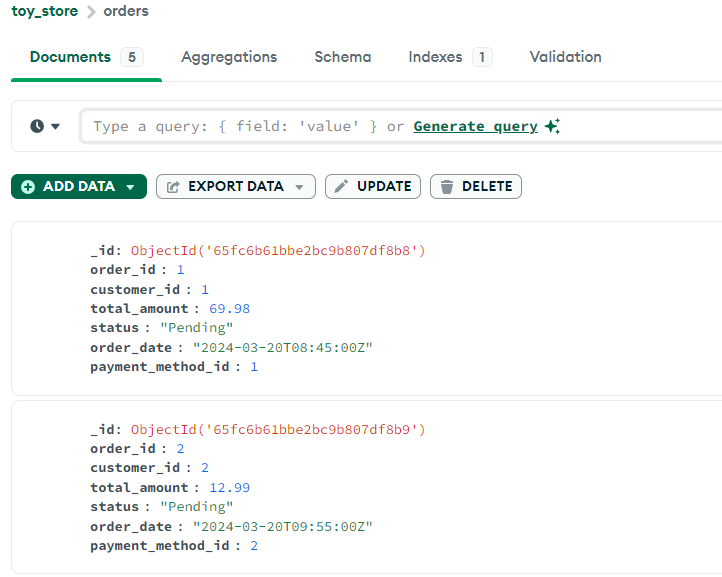 toy_store > orders
Documents 5 Aggregations Schema Indexes 1 Validation
Type a query: { field: 'value' } or Generate query
ADD DATA EXPORT DATA UPDATE DELETE
_id: ObjectId('65fc6b61bbe2bc9b807df8b8')
order_id : 1
customer_id : 1
total_amount : 69.98
status : "Pending"
order_date : "2024-03-20T08:45:00Z"
payment_method_id : 1
_id: ObjectId('65fc6b61bbe2bc9b807df8b9')
order_id : 2
customer_id : 2
total_amount : 12.99
status : "Pending"
order_date : "2024-03-20T09:55:00Z"
payment_method_id : 2